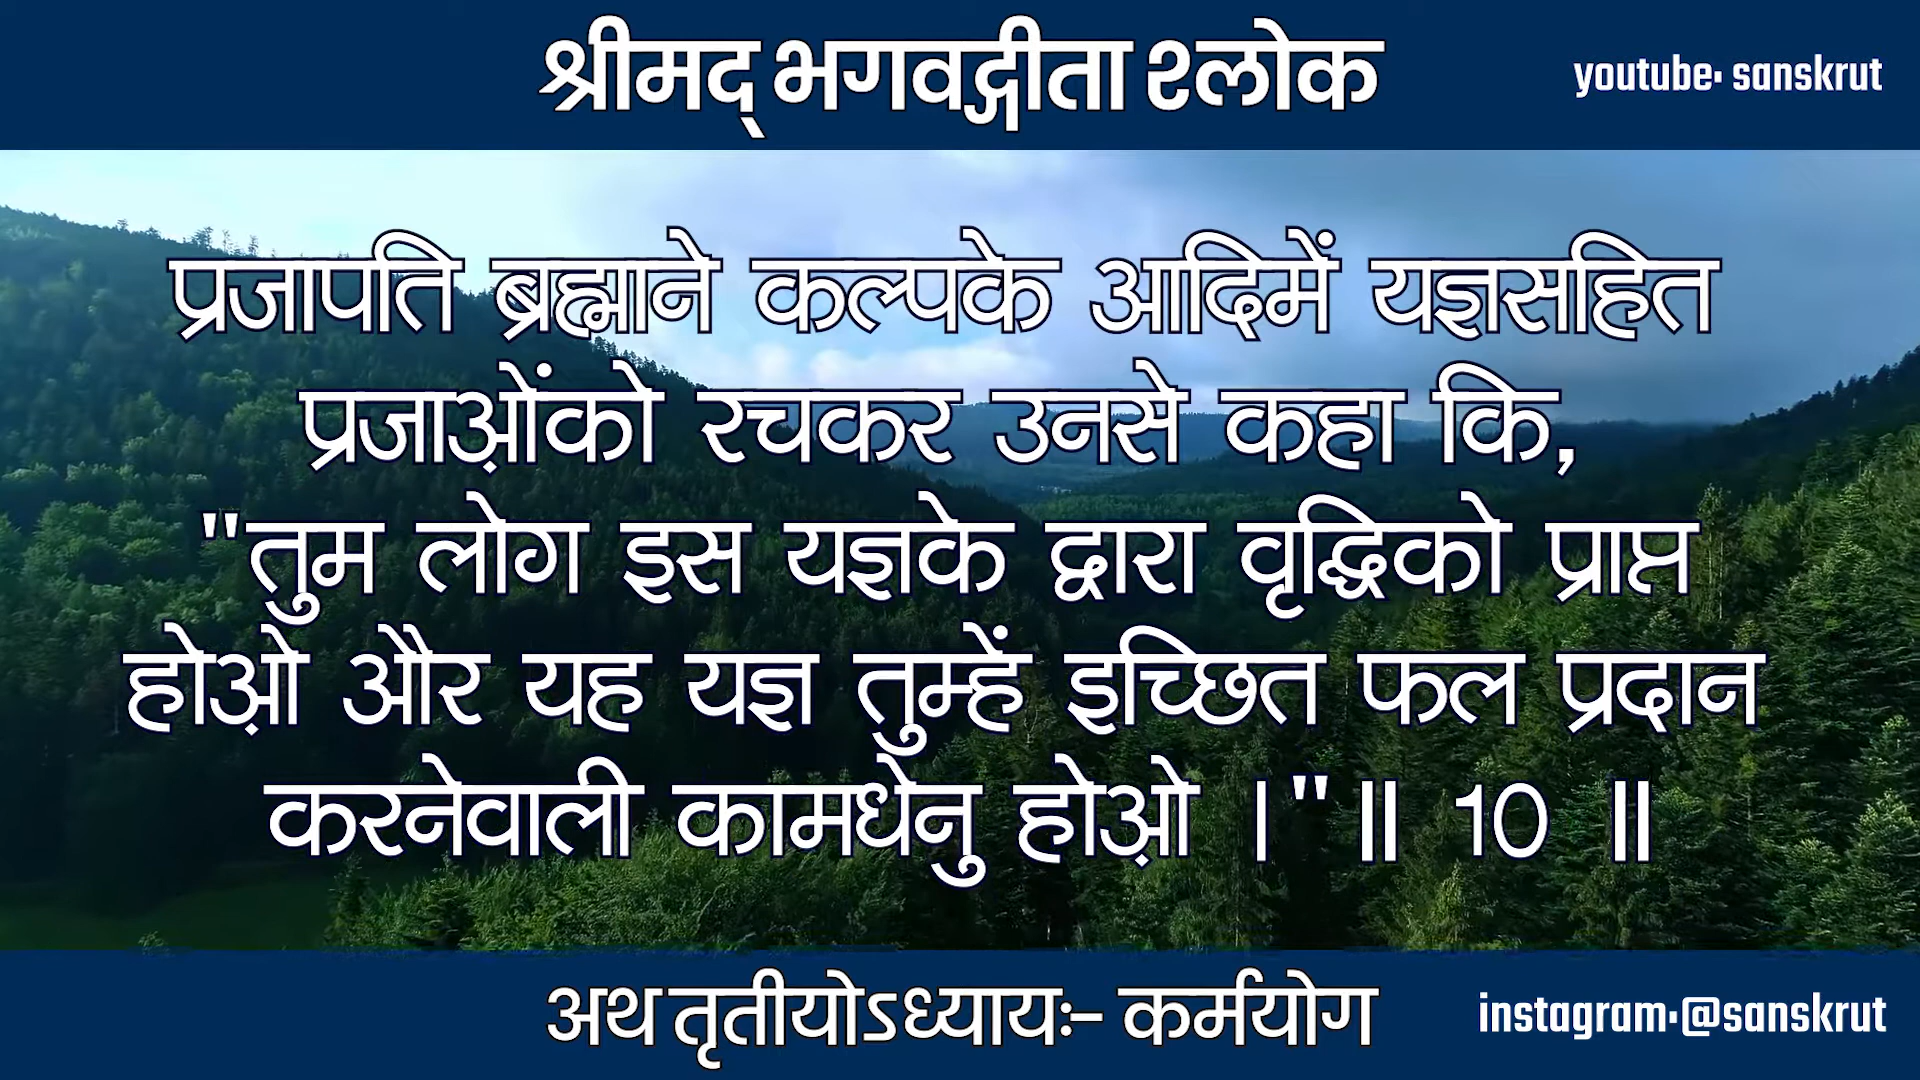 श्रीमद् भगवद्गीता श्लोक
youtube: sanskrut
प्रजापति ब्रह्माने कल्पके आदिमें यज्ञसहित
प्रजाओ़ंको रचकर उनसे कहा कि,
"तुम लोग इस यज्ञके द्वारा वृद्धिको प्राप्त
होओ़ और यह यज्ञ तुम्हें इच्छित फल प्रदान
करनेवाली कामधेनु होओ़ ।" ॥ 10 ॥
अथ तृतीयोऽध्यायः- कर्मयोग
instagram:@sanskrut